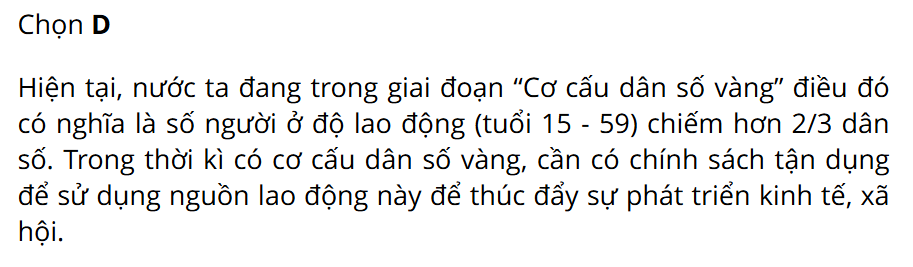 Chọn D
Hiện tại, nước ta đang trong giai đoạn “Cơ cấu dân số vàng” điều đó
có nghĩa là số người ở độ lao động (tuổi 15 - 59) chiếm hơn 2/3 dân
số. Trong thời kì có cơ cấu dân số vàng, cần có chính sách tận dụng
để sử dụng nguồn lao động này để thúc đẩy sự phát triển kinh tế, xã
hội.